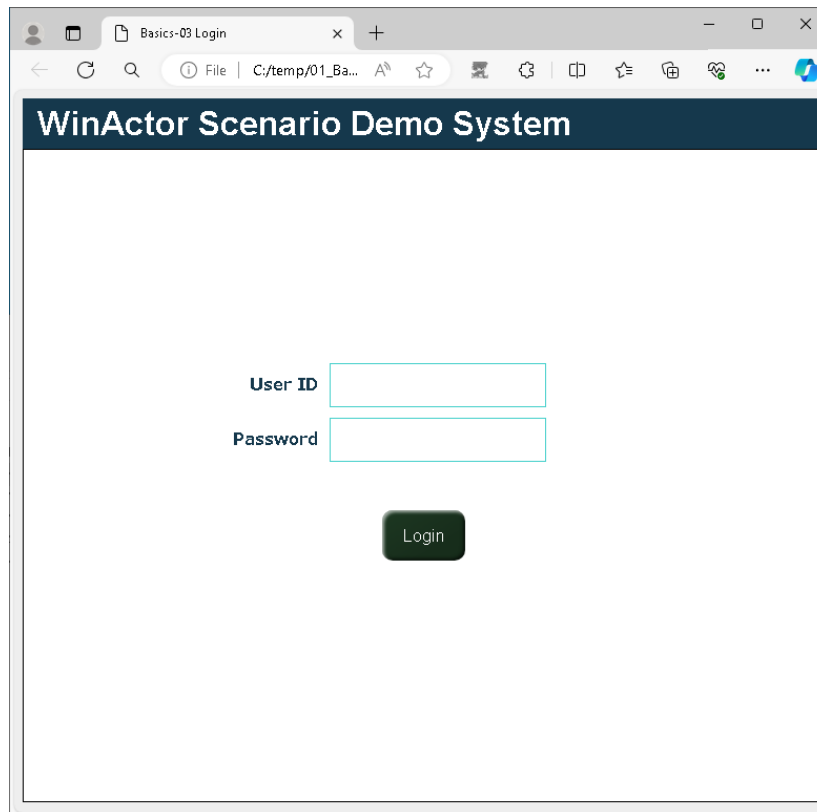 Basics-03 Login
File | C:/temp/01_Ba...
WinActor Scenario Demo System
User ID
Password
Login